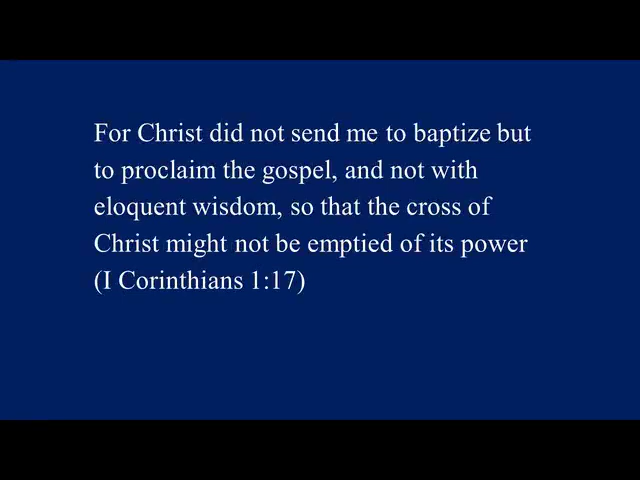 For Christ did not send me to baptize but
to proclaim the gospel, and not with
eloquent wisdom, so that the cross of
Christ might not be emptied of its power
(I Corinthians 1:17)